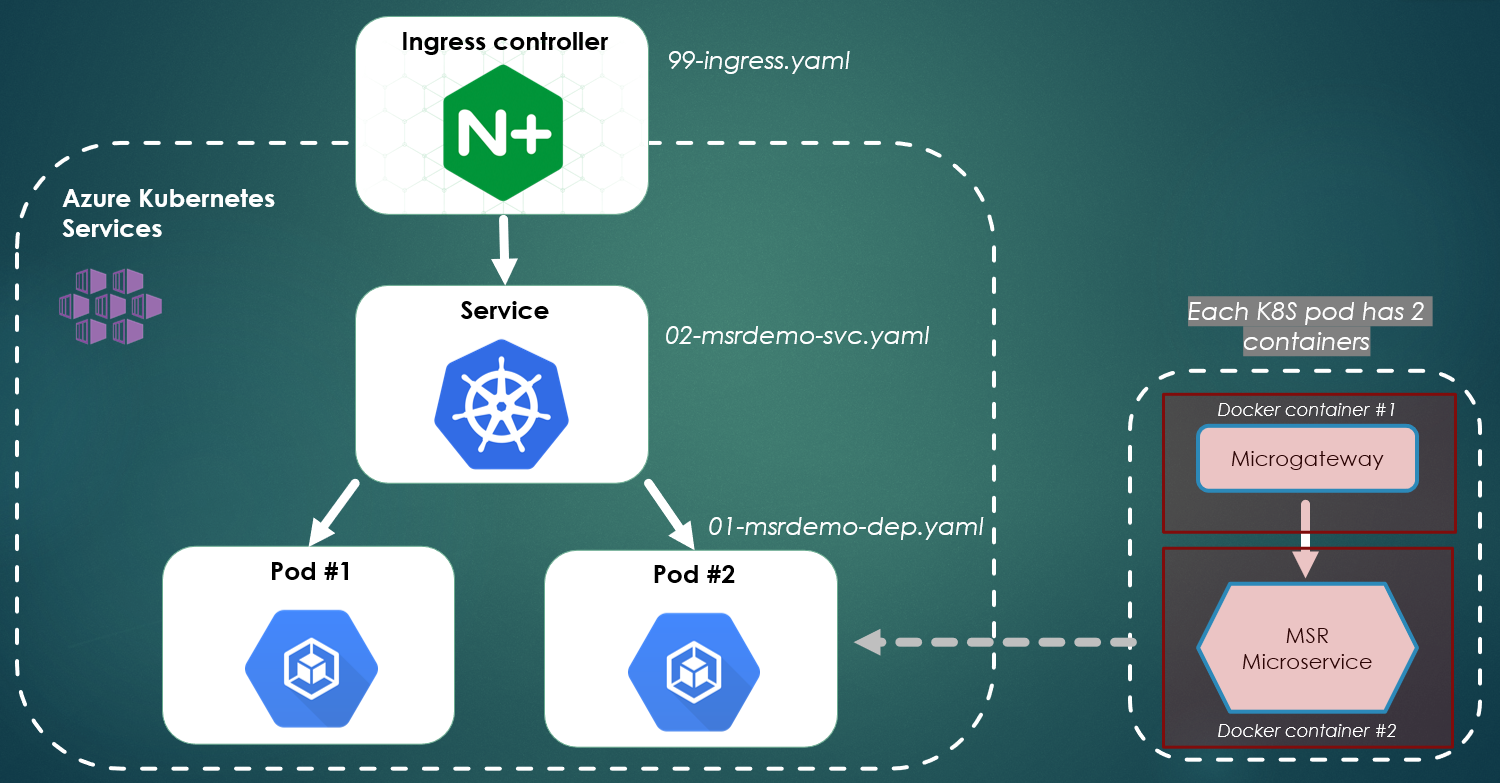 Ingress controller
99-ingress.yaml
N+
Azure Kubernetes
Services
Service
02-msrdemo-svc.yaml
Each K8S pod has 2
containers
Docker container #1
Microgateway
01-msrdemo-dep.yaml
Pod #1
Pod #2
MSR
Microservice
Docker container #2